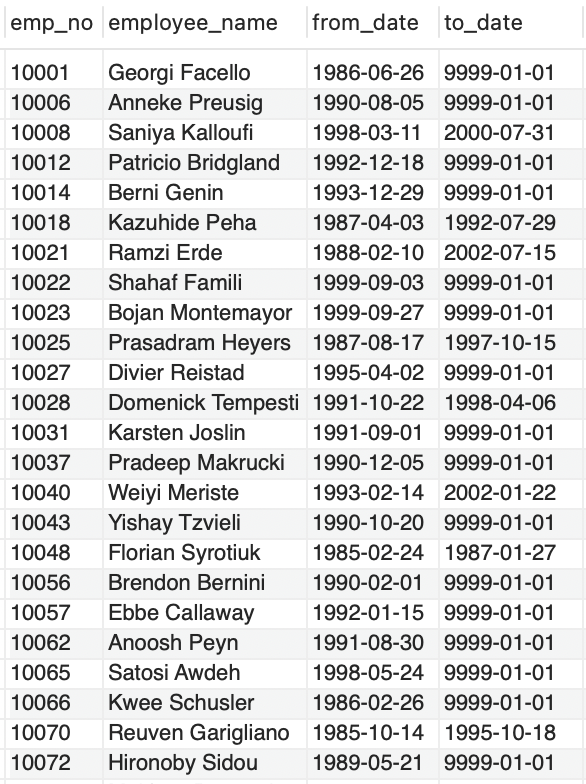 emp_no employee_name from_date to_date
10001 Georgi Facello 1986-06-26 9999-01-01
10006 Anneke Preusig 1990-08-05 9999-01-01
10008 Saniya Kalloufi 1998-03-11 2000-07-31
10012 Patricio Bridgland 1992-12-18 9999-01-01
10014 Berni Genin 1993-12-29 9999-01-01
10018 Kazuhide Peha 1987-04-03 1992-07-29
10021 Ramzi Erde 1988-02-10 2002-07-15
10022 Shahaf Famili 1999-09-03 9999-01-01
10023 Bojan Montemayor 1999-09-27 9999-01-01
10025 Prasadram Heyers 1987-08-17 1997-10-15
10027 Divier Reistad 1995-04-02 9999-01-01
10028 Domenick Tempesti 1991-10-22 1998-04-06
10031 Karsten Joslin 1991-09-01 9999-01-01
10037 Pradeep Makrucki 1990-12-05 9999-01-01
10040 Weiyi Meriste 1993-02-14 2002-01-22
10043 Yishay Tzvieli 1990-10-20 9999-01-01
10048 Florian Syrotiuk 1985-02-24 1987-01-27
10056 Brendon Bernini 1990-02-01 9999-01-01
10057 Ebbe Callaway 1992-01-15 9999-01-01
10062 Anoosh Peyn 1991-08-30 9999-01-01
10065 Satosi Awdeh 1998-05-24 9999-01-01
10066 Kwee Schusler 1986-02-26 9999-01-01
10070 Reuven Garigliano 1985-10-14 1995-10-18
10072 Hironoby Sidou 1989-05-21 9999-01-01